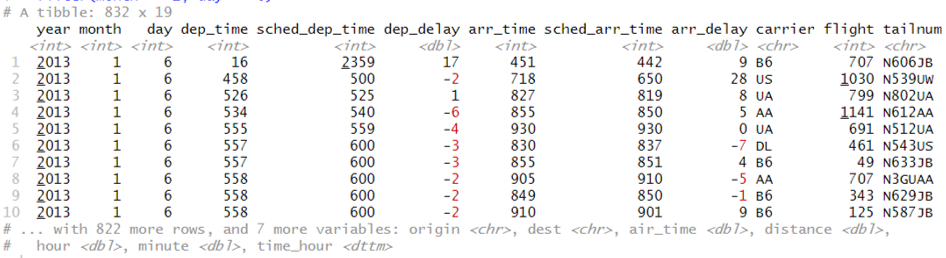 # A tibble: 832 x 19
year month day dep_time sched_dep_time dep_delay arr_time sched_arr_time arr_delay carrier flight tailnum
<int> <int> <int> <int> <int> <dbl> <int> <int> <dbl> <chr> <int> <chr>
1 2013 1 6 16 2359 17 451 442 9 B6 707 N606JB
2 2013 1 6 458 500 -2 718 650 28 US 1030 N539UW
3 2013 1 6 526 525 1 827 819 8 UA 799 N802UA
4 2013 1 6 534 540 -6 855 850 5 AA 1141 N612AA
5 2013 1 6 555 559 -4 930 930 0 UA 691 N512UA
6 2013 1 6 557 600 -3 830 837 -7 DL 461 N543US
7 2013 1 6 557 600 -3 855 851 4 B6 49 N633JB
8 2013 1 6 558 600 -2 905 910 -5 AA 707 N3GUAA
9 2013 1 6 558 600 -2 849 850 -1 B6 343 N629JB
10 2013 1 6 558 600 -2 910 901 9 B6 125 N587JB
# ... with 822 more rows, and 7 more variables: origin <chr>, dest <chr>, air_time <dbl>, distance <dbl>,
# hour <dbl>, minute <dbl>, time_hour <dttm>